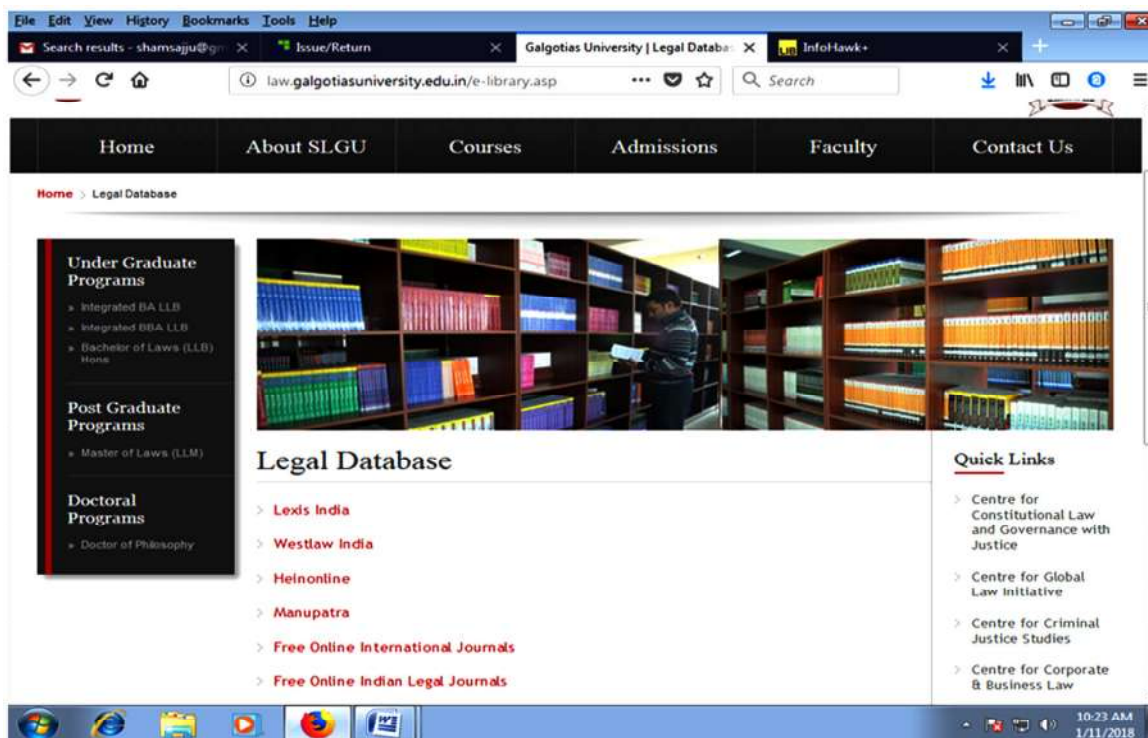 File Edit View History Bookmarks Tools Help
Search results - shamsajju@gm
Issue/Return
Galgotias University | Legal Databa
LIB InfoHawk+
law.galgotiasuniversity.edu.in/e-library.asp
Search
Home About SLGU Courses Admissions Faculty Contact Us
Home > Legal Database
Under Graduate
Programs
» Integrated BA LLB
» Integrated BBA LLB
» Bachelor of Laws (LLB)
Hons
Post Graduate
Programs
» Master of Laws (LLM)
Doctoral
Programs
» Doctor of Philosophy
Legal Database
> Lexis India
> Westlaw India
> Heinonline
> Manupatra
> Free Online International Journals
> Free Online Indian Legal Journals
Quick Links
> Centre for
Constitutional Law
and Governance with
Justice
> Centre for Global
Law Initiative
> Centre for Criminal
Justice Studies
> Centre for Corporate
& Business Law
10:23 AM
1/11/2018